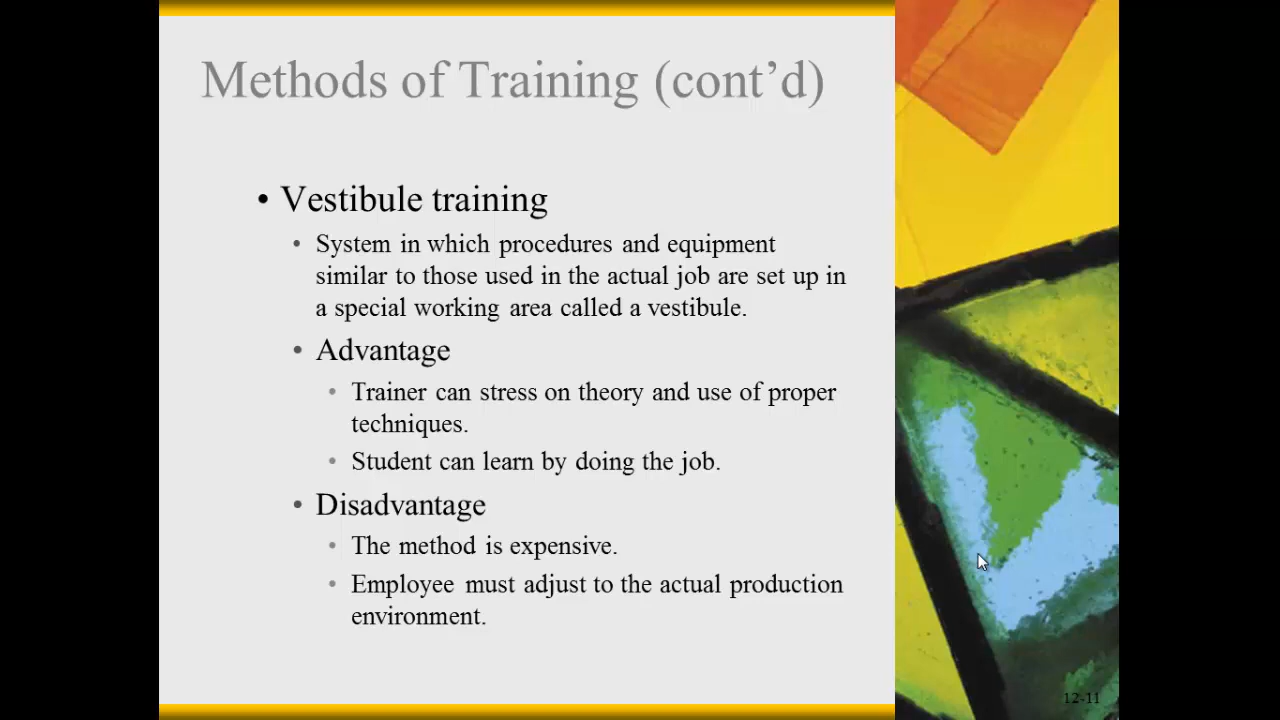 Methods of Training (cont’d)
• Vestibule training
• System in which procedures and equipment
similar to those used in the actual job are set up in
a special working area called a vestibule.
• Advantage
• Trainer can stress on theory and use of proper
techniques.
• Student can learn by doing the job.
• Disadvantage
• The method is expensive.
• Employee must adjust to the actual production
environment.
12-11